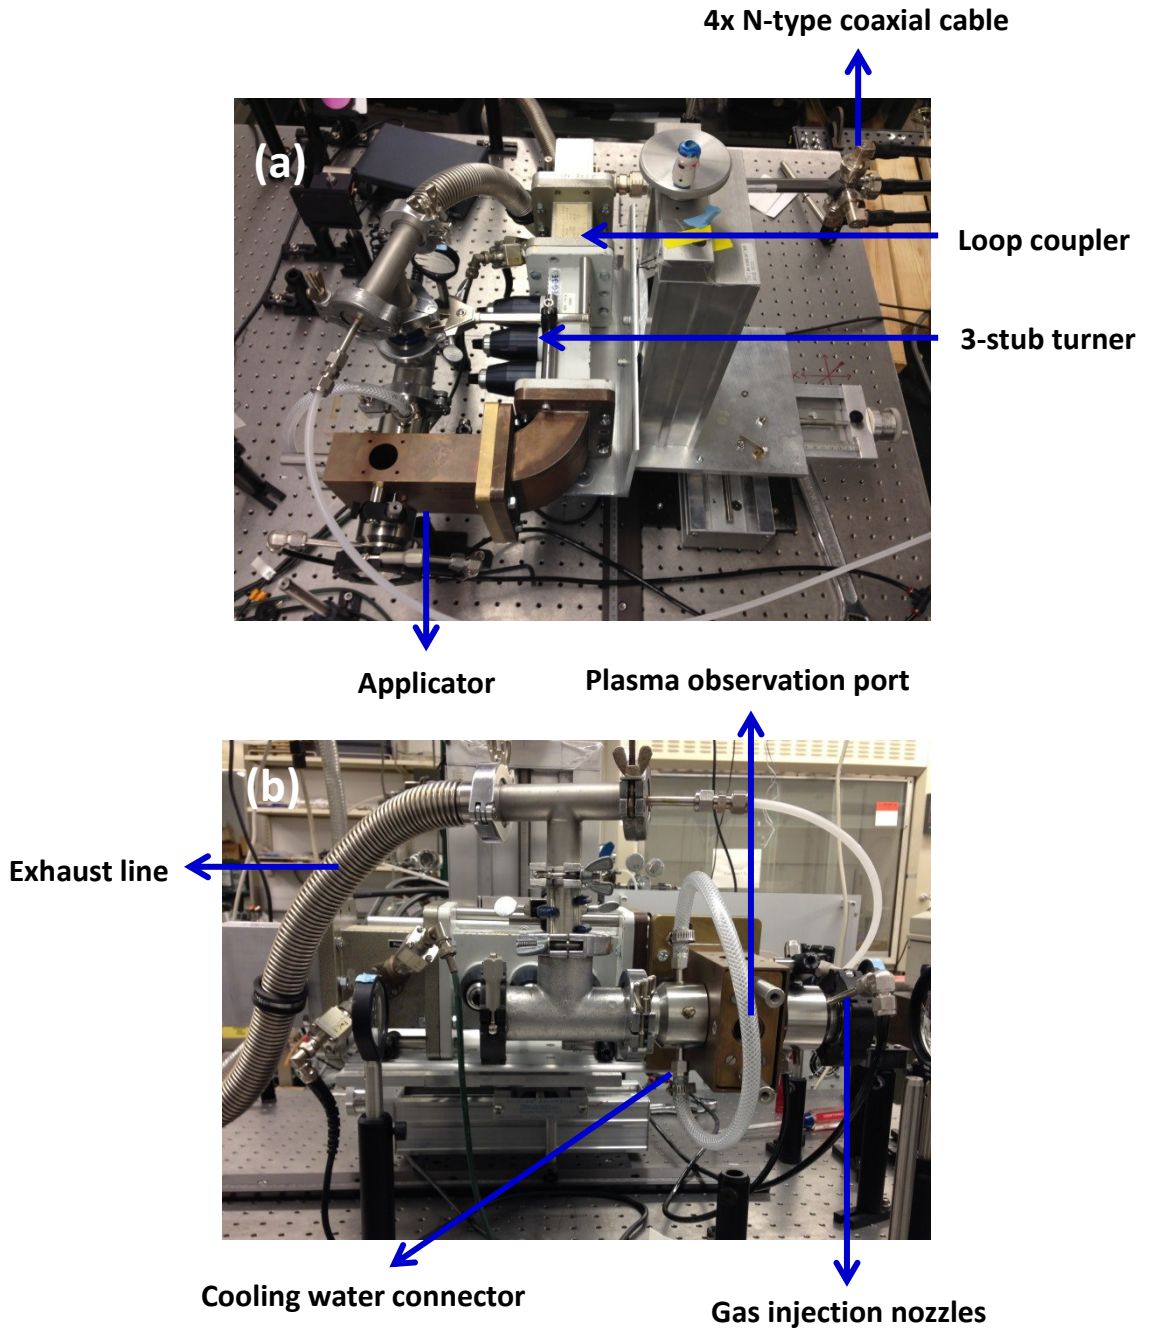 4x N-type coaxial cable
(a)
Loop coupler
3-stub turner
Applicator
Plasma observation port
(b)
Exhaust line
Cooling water connector
Gas injection nozzles